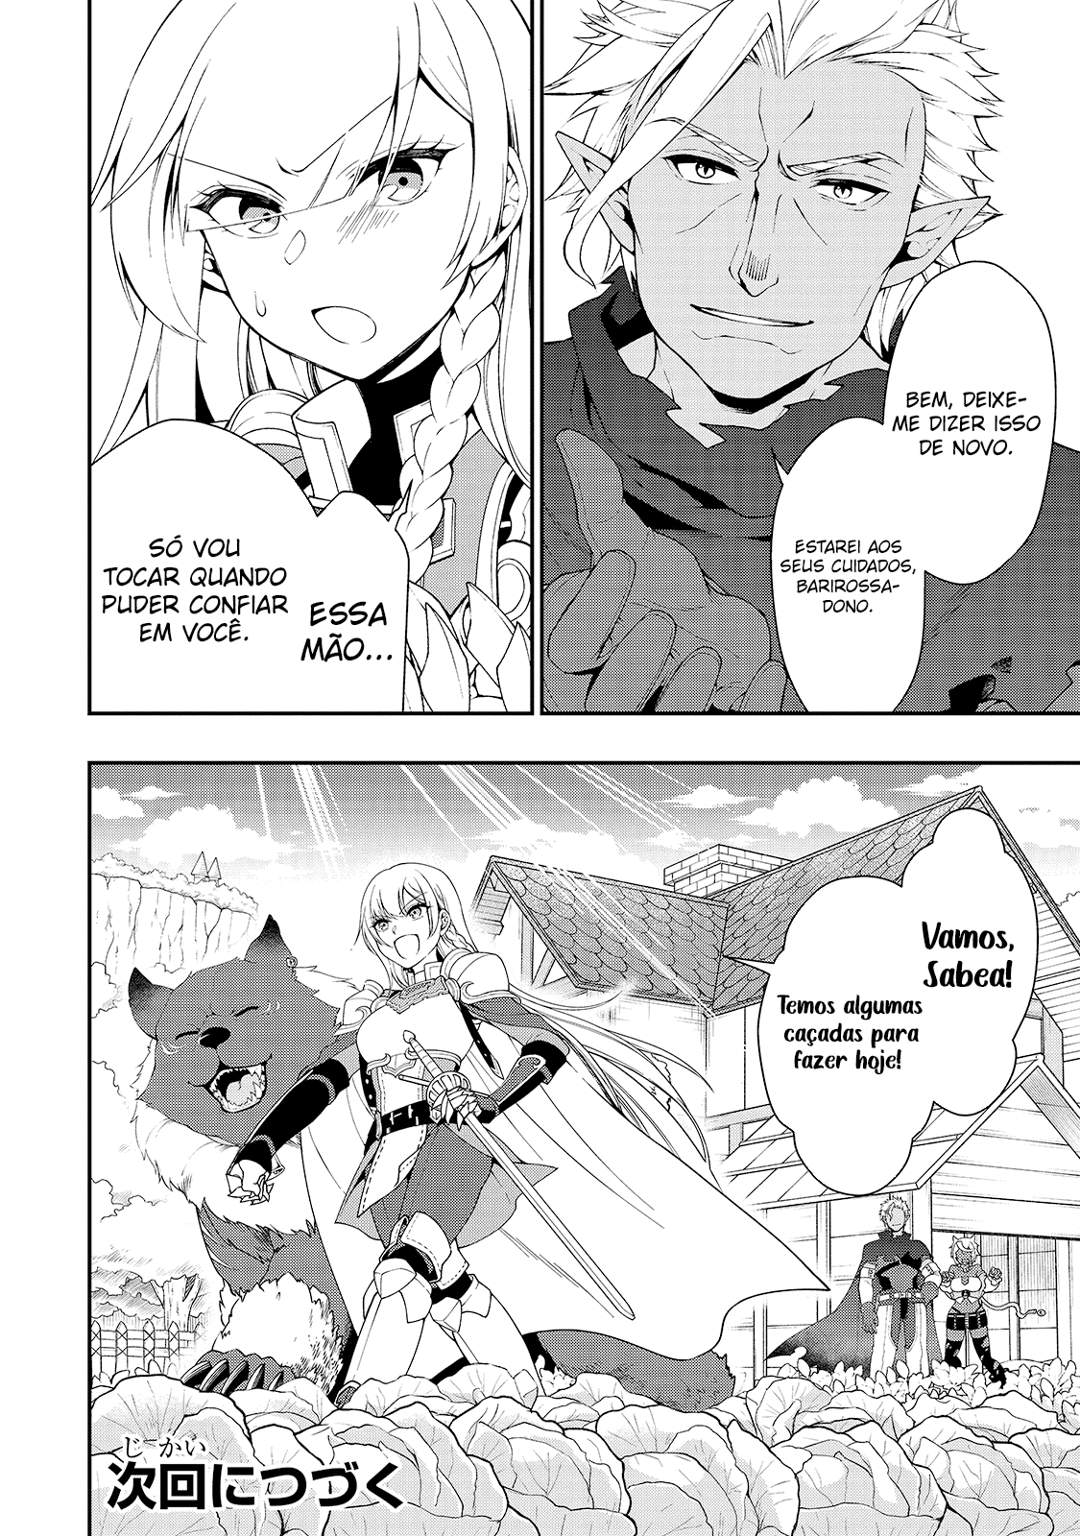 BEM, DEIXE-
ME DIZER ISSO
DE NOVO.
ESTAREI AOS
SEUS CUIDADOS,
BARIROSSA-
DONO.
ESSA
MÃO...
SÓ VOU
TOCAR QUANDO
PUDER CONFIAR
EM VOCÊ.
Vamos,
Sabea!
Temos algumas
caçadas para
fazer hoje!
じかい
次回につづく